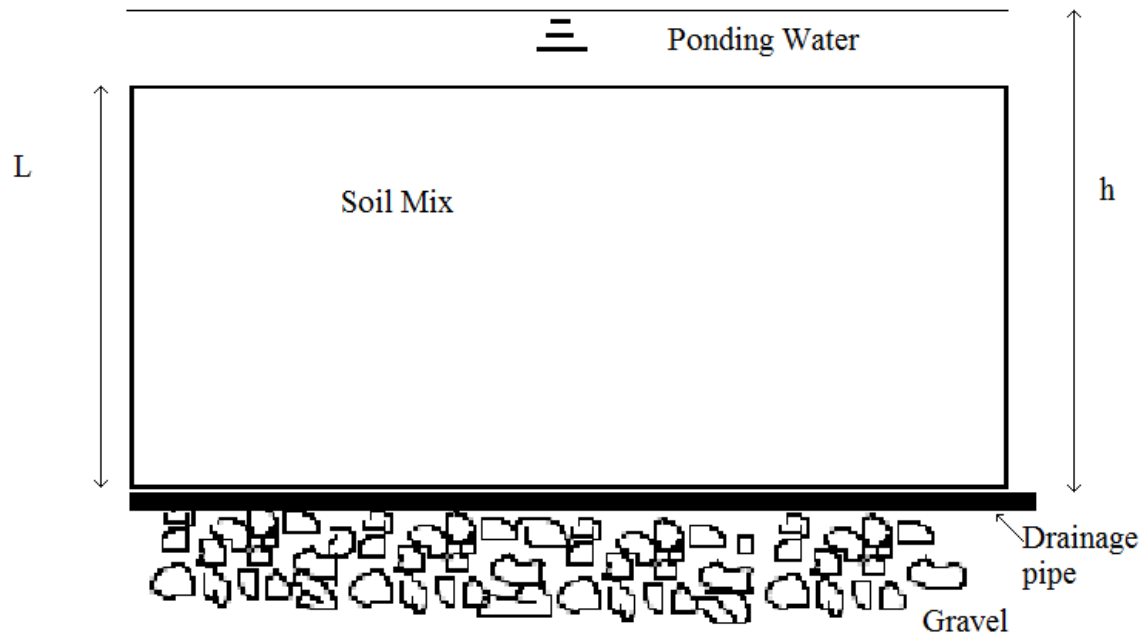 Ponding Water
L
h
Soil Mix
Drainage
pipe
Gravel